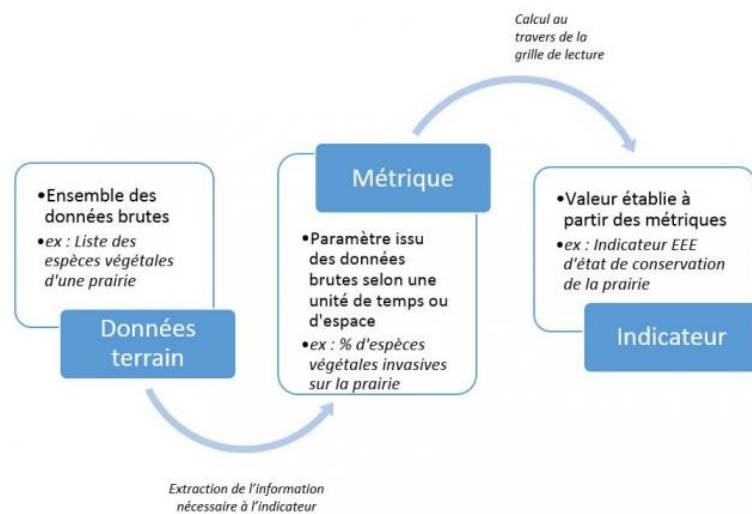 Calcul au
travers de la
grille de lecture
•Ensemble des
données brutes
•ex : Liste des
espèces végétales
d'une prairie
Données
terrain
Extraction de l'information
nécessaire à l'indicateur
Métrique
•Paramètre issu
des données
brutes selon une
unité de temps ou
d'espace
•ex : % d'espèces
végétales invasives
sur la prairie
•Valeur établie à
partir des métriques
•ex : Indicateur EEE
d'état de conservation
de la prairie
Indicateur